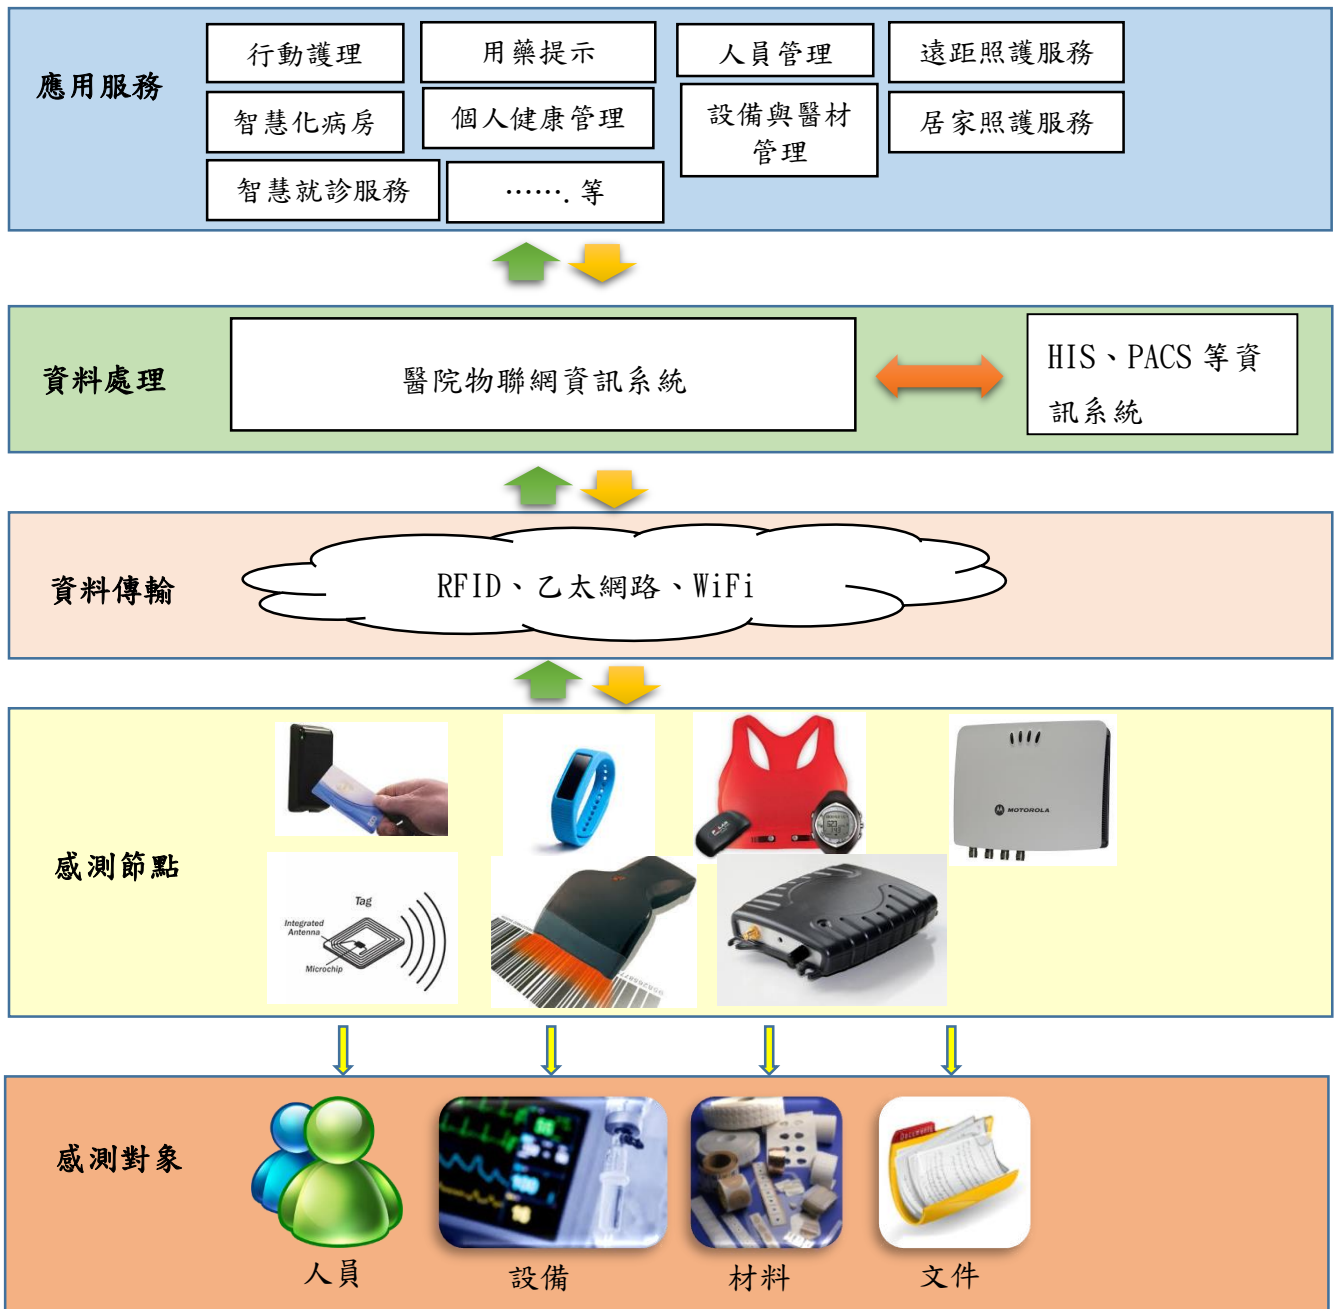 應用服務
行動護理
用藥提示
人員管理
遠距照護服務
智慧化病房
個人健康管理
設備與醫材
管理
居家照護服務
智慧就診服務
.......等
資料處理
醫院物聯網資訊系統
HIS、PACS 等資
訊系統
資料傳輸
RFID、乙太網路、WiFi
感測節點
MOTOROLA
Tag
Integrated
Antenna
Microchip
感測對象
Documents
人員
設備
材料
文件